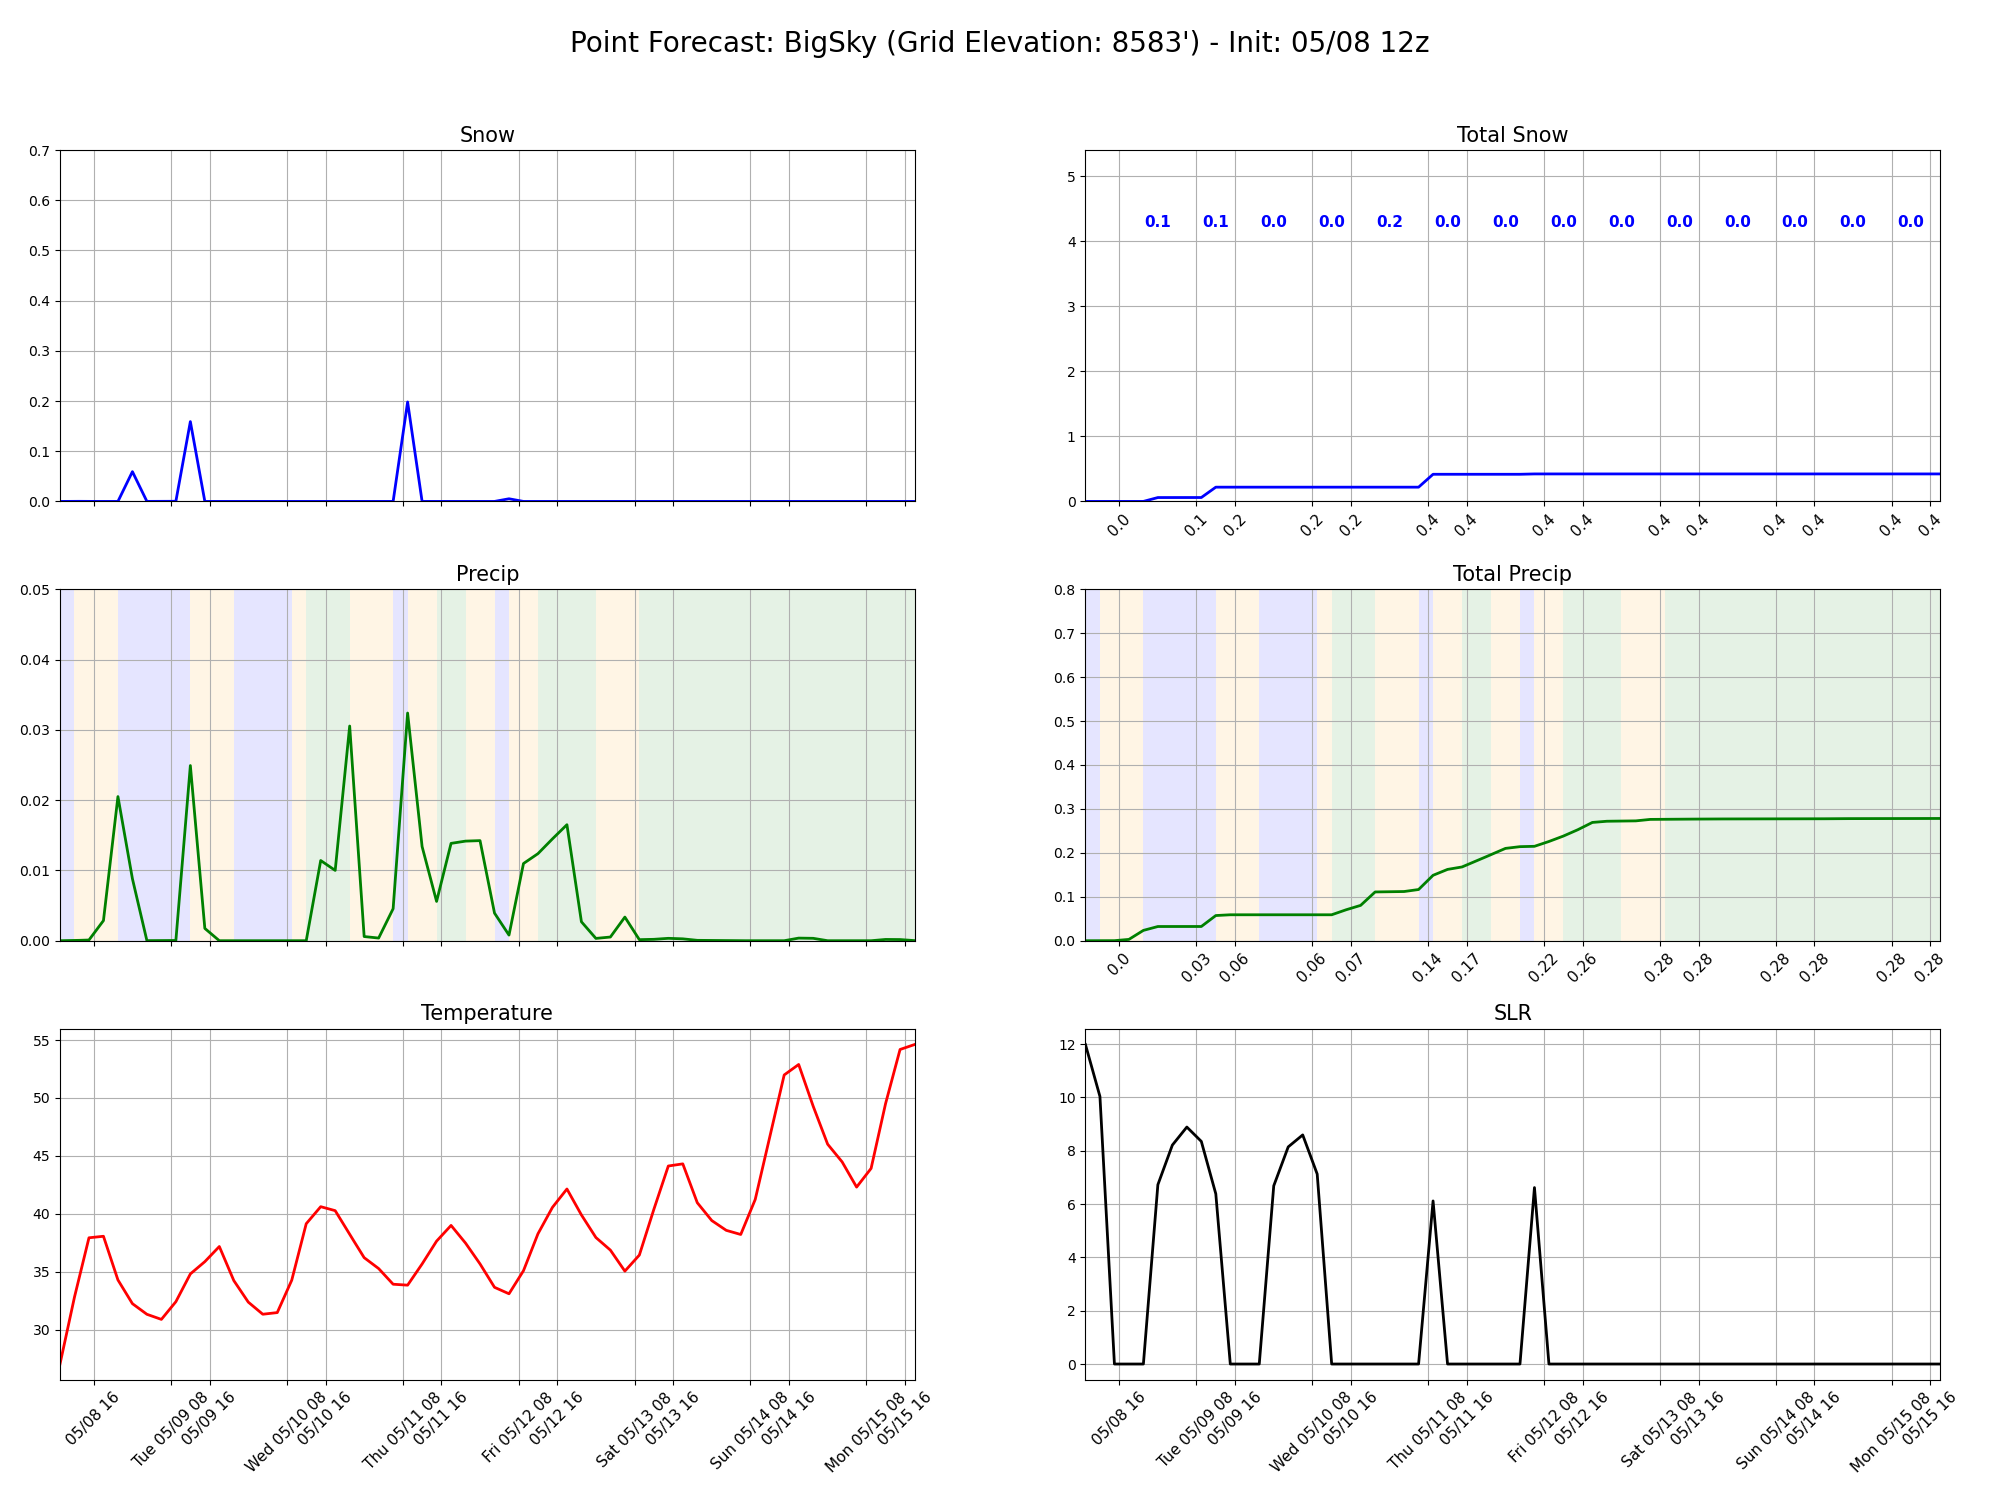 Point Forecast: BigSky (Grid Elevation: 8583') - Init: 05/08 12z
Snow
0.7
0.6
0.5
0.4
0.3
0.2
0.1
0.0
Total Snow
5
4
3
2
1
0
0.1 0.1 0.0 0.0 0.2 0.0 0.0 0.0 0.0 0.0 0.0 0.0 0.0 0.0
0.0 0.1 0.2 0.2 0.2 0.4 0.4 0.4 0.4 0.4 0.4 0.4 0.4 0.4 0.4
Precip
0.05
0.04
0.03
0.02
0.01
0.00
Total Precip
0.8
0.7
0.6
0.5
0.4
0.3
0.2
0.1
0.0
0.0 0.03 0.06 0.06 0.07 0.14 0.17 0.22 0.26 0.28 0.28 0.28 0.28 0.28 0.28
Temperature
55
50
45
40
35
30
05/08 16
Tue 05/09 08
05/09 16
Wed 05/10 08
05/10 16
Thu 05/11 08
05/11 16
Fri 05/12 08
05/12 16
Sat 05/13 08
05/13 16
Sun 05/14 08
05/14 16
Mon 05/15 08
05/15 16
SLR
12
10
8
6
4
2
0
05/08 16
Tue 05/09 08
05/09 16
Wed 05/10 08
05/10 16
Thu 05/11 08
05/11 16
Fri 05/12 08
05/12 16
Sat 05/13 08
05/13 16
Sun 05/14 08
05/14 16
Mon 05/15 08
05/15 16